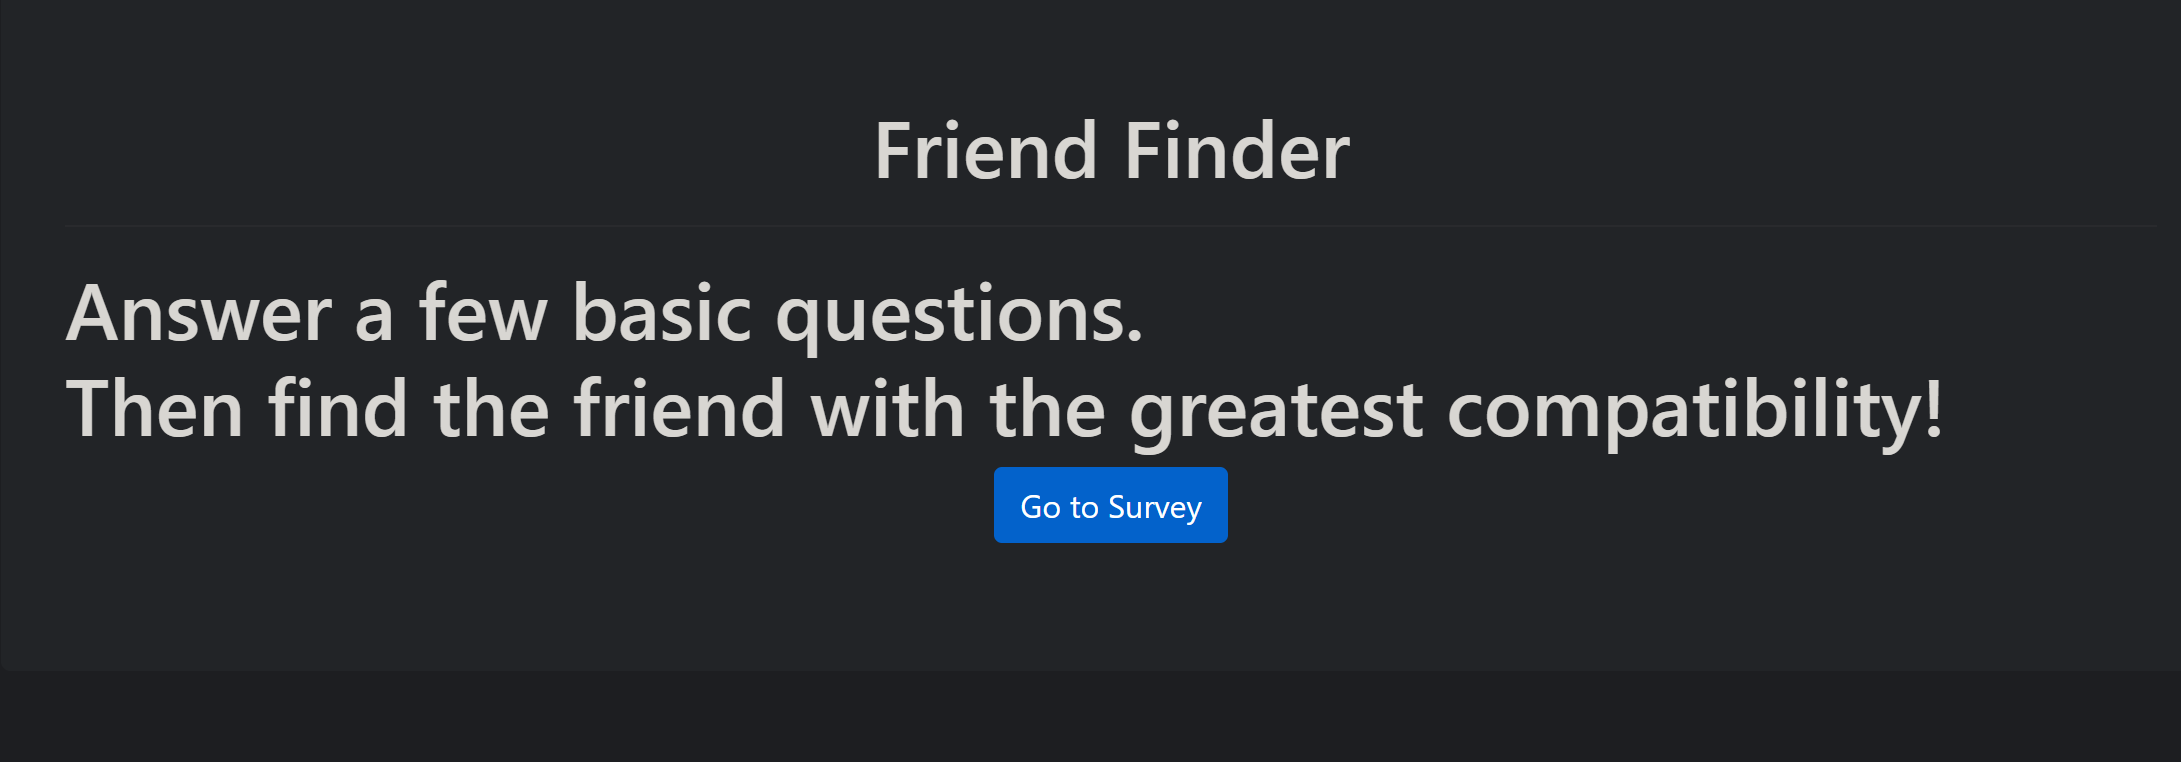 Friend Finder
Answer a few basic questions.
Then find the friend with the greatest compatibility!
Go to Survey